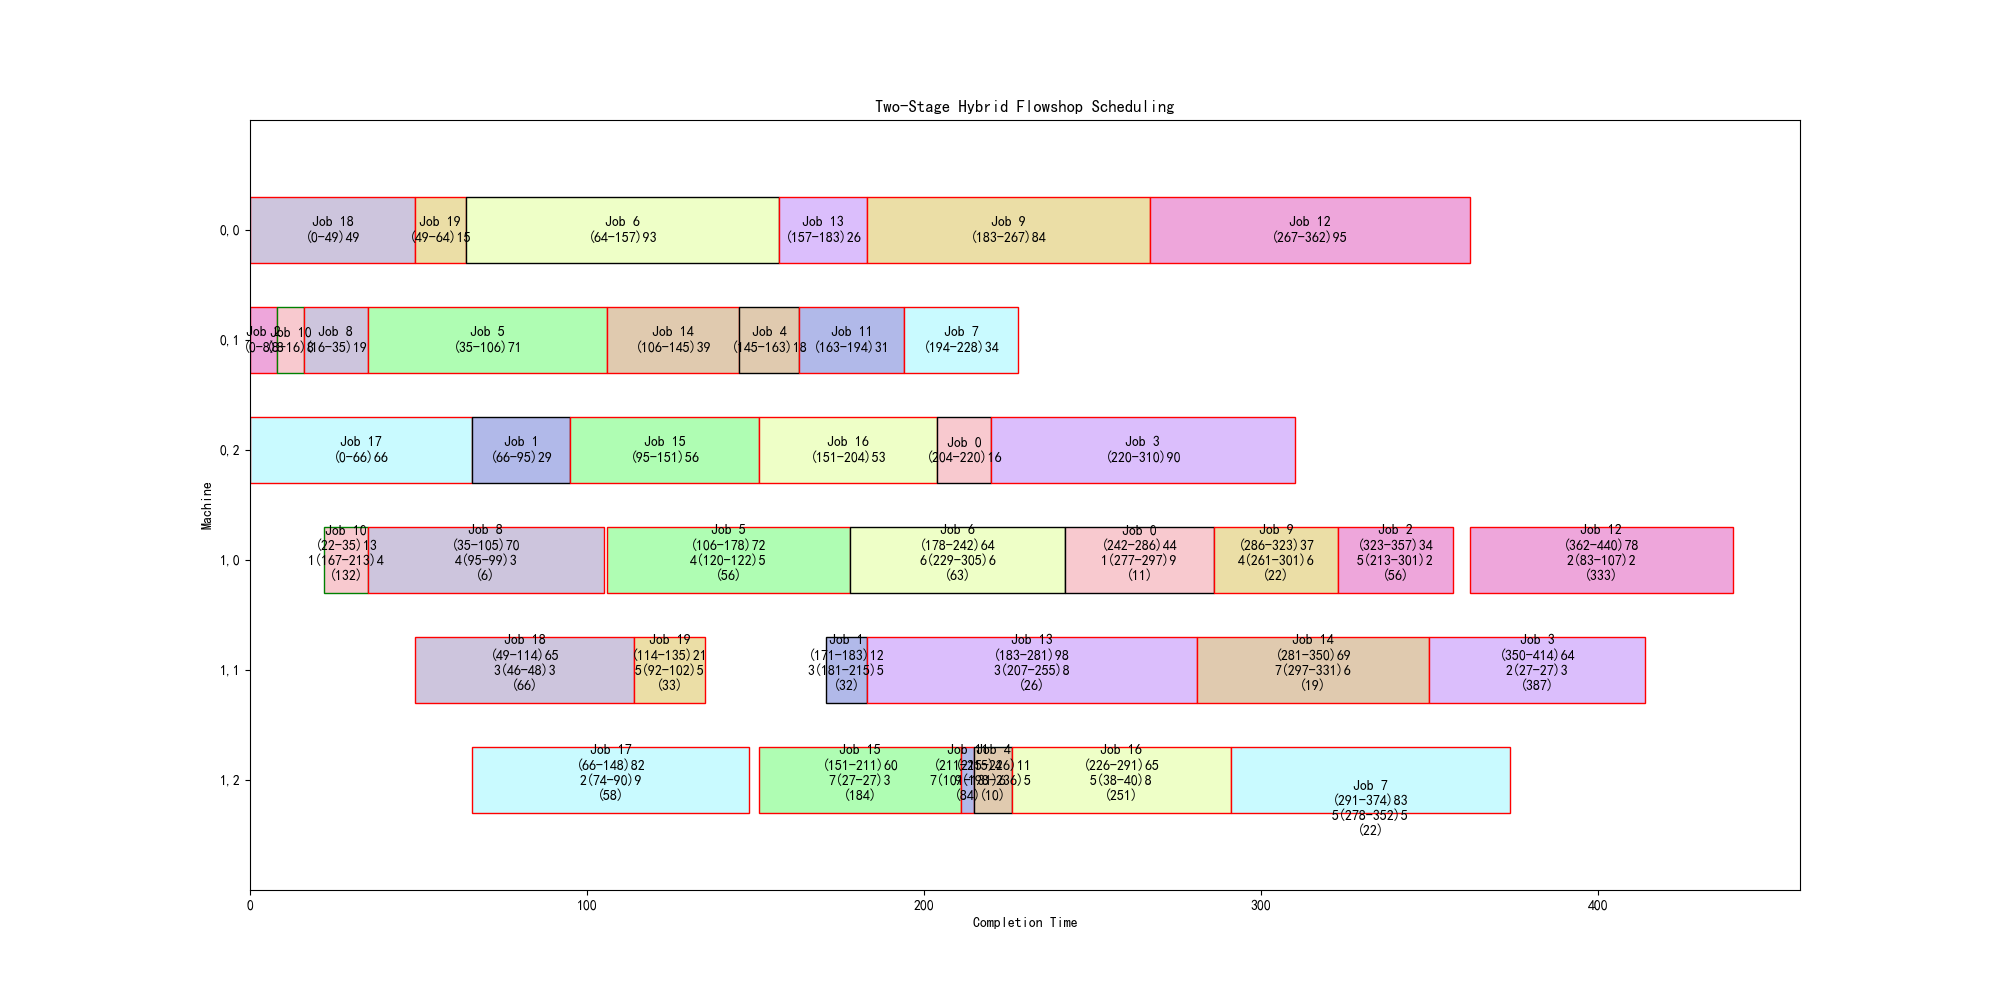 Two-Stage Hybrid Flowshop Scheduling
Machine
0,0
Job 18
(0-49)49
Job 19
(49-64)15
Job 6
(64-157)93
Job 13
(157-183)26
Job 9
(183-267)84
Job 12
(267-362)95
0,1
Job 2
(0-8)8
Job 10
(8-16)8
Job 8
(16-35)19
Job 5
(35-106)71
Job 14
(106-145)39
Job 4
(145-163)18
Job 11
(163-194)31
Job 7
(194-228)34
0,2
Job 17
(0-66)66
Job 1
(66-95)29
Job 15
(95-151)56
Job 16
(151-204)53
Job 0
(204-220)16
Job 3
(220-310)90
1,0
Job 10
(22-35)13
1(167-213)4
(132)
Job 8
(35-105)70
4(95-99)3
(6)
Job 5
(106-178)72
4(120-122)5
(56)
Job 6
(178-242)64
6(229-305)6
(63)
Job 0
(242-286)44
1(277-297)9
(11)
Job 9
(286-323)37
4(261-301)6
(22)
Job 2
(323-357)34
5(213-301)2
(56)
Job 12
(362-440)78
2(83-107)2
(333)
1,1
Job 18
(49-114)65
3(46-48)3
(66)
Job 19
(114-135)21
5(92-102)5
(33)
Job 1
(171-183)12
3(181-215)5
(32)
Job 13
(183-281)98
3(207-255)8
(26)
Job 14
(281-350)69
7(297-331)6
(19)
Job 3
(350-414)64
2(27-27)3
(387)
1,2
Job 17
(66-148)82
2(74-90)9
(58)
Job 15
(151-211)60
7(27-27)3
(184)
Job 11
(211-215)4
(84)
Job 4
(215-226)11
(10)
Job 16
(226-291)65
5(38-40)8
(251)
Job 7
(291-374)83
5(278-352)5
(22)
0
100
200
300
400
Completion Time